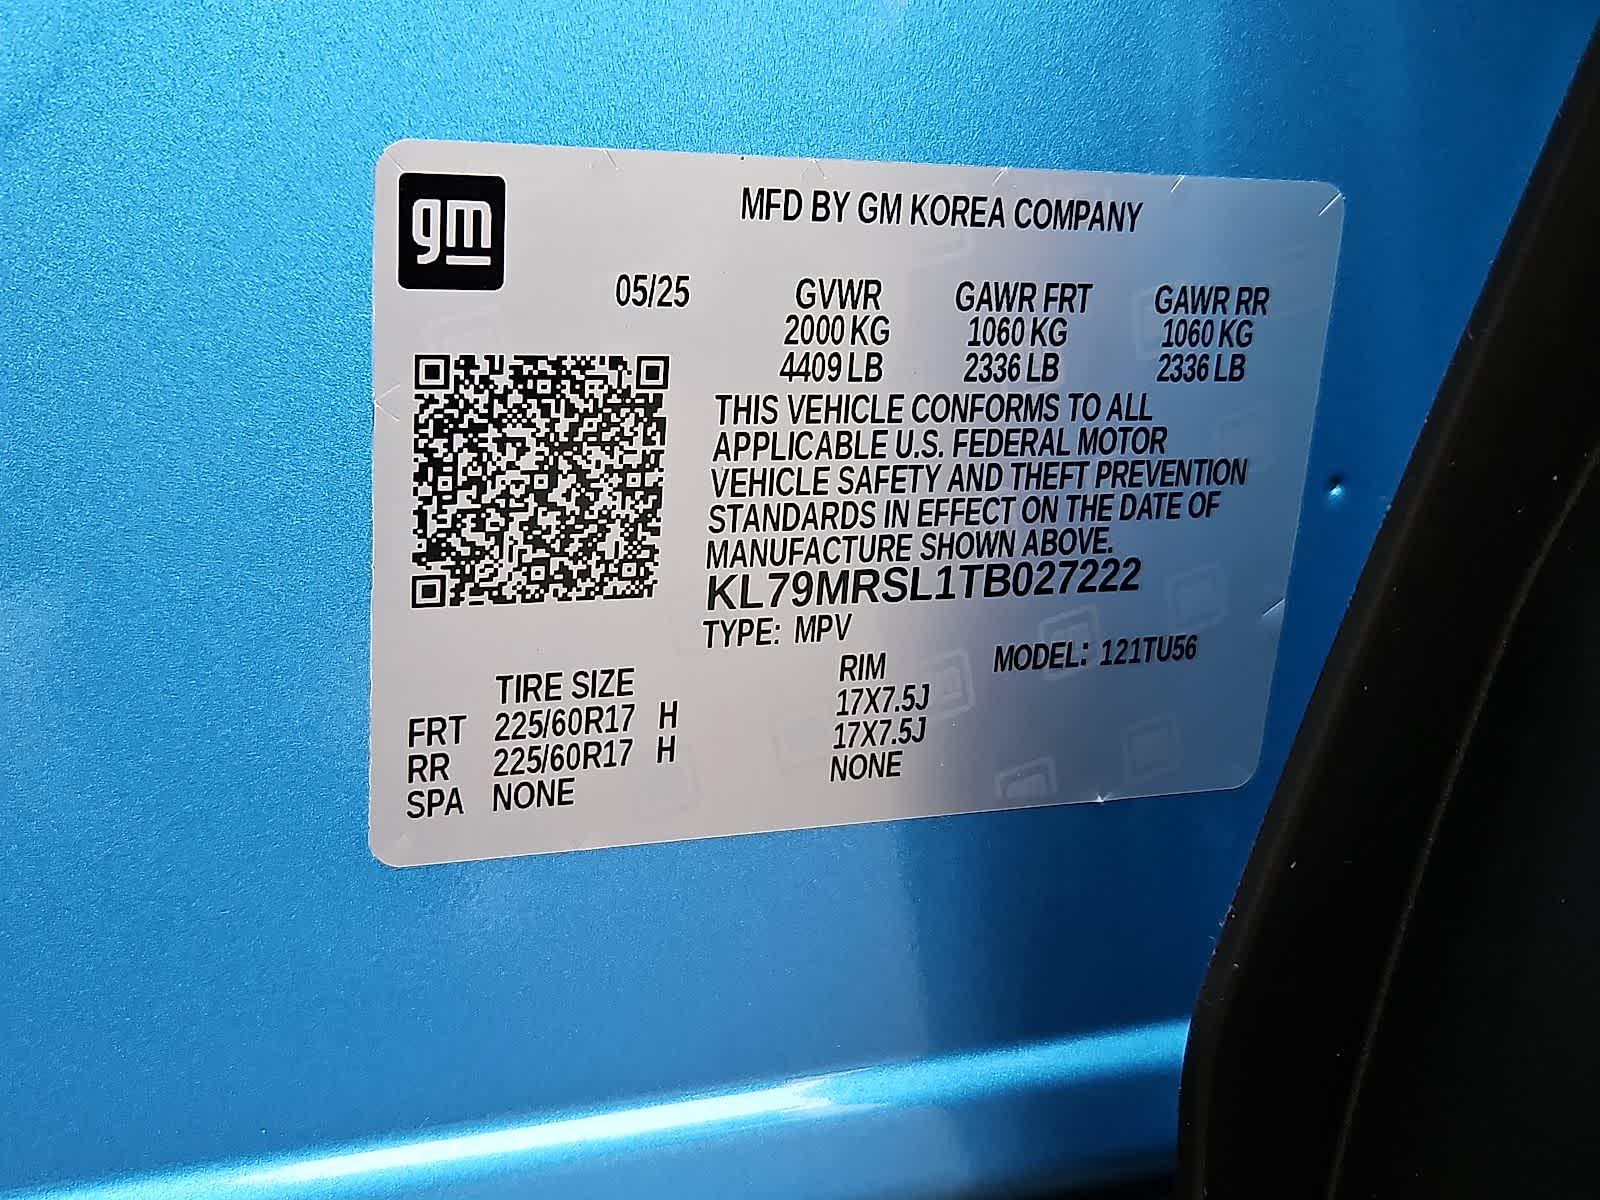 gm
MFD BY GM KOREA COMPANY
05/25 GVWR GAWR FRT GAWR RR
2000 KG 1060 KG 1060 KG
4409 LB 2336 LB 2336 LB
THIS VEHICLE CONFORMS TO ALL
APPLICABLE U.S. FEDERAL MOTOR
VEHICLE SAFETY AND THEFT PREVENTION
STANDARDS IN EFFECT ON THE DATE OF
MANUFACTURE SHOWN ABOVE.
KL79MRSL1TB027222
TYPE: MPV MODEL: 121TU56
TIRE SIZE RIM
FRT 225/60R17 H 17X7.5J
RR 225/60R17 H 17X7.5J
SPA NONE NONE